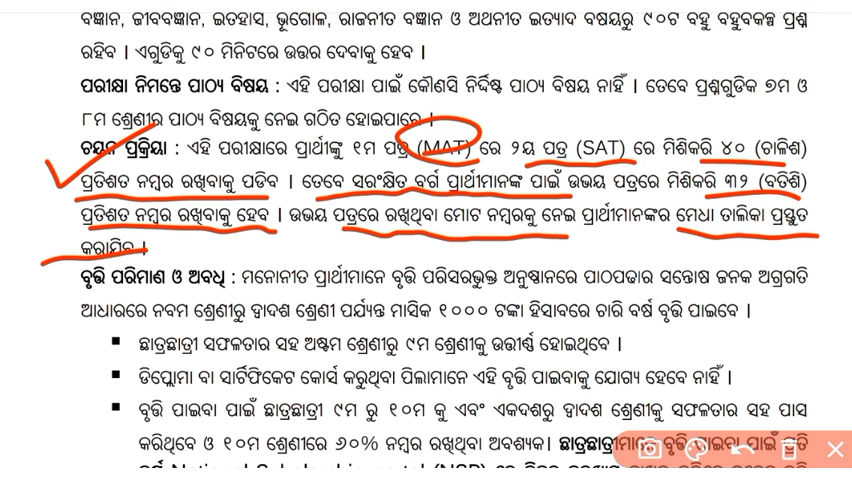 ବିଜ୍ଞାନ, ଜୀବବିଜ୍ଞାନ, ଇତିହାସ, ଭୂଗୋଳ, ରାଜନୀତି ବିଜ୍ଞାନ ଓ ଅର୍ଥନୀତି ଇତ୍ୟାଦି ବିଷୟରୁ ୯୦ଟି ବହୁ ବହୁବିକଳ୍ପ ପ୍ରଶ୍ନ
ରହିବ । ଏଗୁଡିକୁ ୯୦ ମିନିଟରେ ଉତ୍ତର ଦେବାକୁ ହେବ ।
ପରୀକ୍ଷା ନିମନ୍ତେ ପାଠ୍ୟ ବିଷୟ : ଏହି ପରୀକ୍ଷା ପାଇଁ କୌଣସି ନିର୍ଦ୍ଦିଷ୍ଟ ପାଠ୍ୟ ବିଷୟ ନାହିଁ । ତେବେ ପ୍ରଶ୍ନଗୁଡିକ ୭ମ ଓ
୮ମ ଶ୍ରେଣୀର ପାଠ୍ୟ ବିଷୟକୁ ନେଇ ଗଠିତ ହୋଇପାରେ ।
ଚୟନ ପ୍ରକ୍ରିୟା : ଏହି ପରୀକ୍ଷାରେ ପ୍ରାର୍ଥୀଙ୍କୁ ୧ମ ପତ୍ର (MAT) ରେ ୨ୟ ପତ୍ର (SAT) ରେ ମିଶିକରି ୪୦ (ଚାଳିଶ)
ପ୍ରତିଶତ ନମ୍ବର ରଖିବାକୁ ପଡିବ । ତେବେ ସରଂକ୍ଷିତ ବର୍ଗ ପ୍ରାର୍ଥୀମାନଙ୍କ ପାଇଁ ଉଭୟ ପତ୍ରରେ ମିଶିକରି ୩୨ (ବତିଶି)
ପ୍ରତିଶତ ନମ୍ବର ରଖିବାକୁ ହେବ । ଉଭୟ ପତ୍ରରେ ରଖିଥିବା ମୋଟ ନମ୍ବରକୁ ନେଇ ପ୍ରାର୍ଥୀମାନଙ୍କର ମେଧା ତାଲିକା ପ୍ରସ୍ତୁତ
କରାଯିବ ।
ବୃତ୍ତି ପରିମାଣ ଓ ଅବଧି : ମନୋନୀତ ପ୍ରାର୍ଥୀମାନେ ବୃତ୍ତି ପରିସରଭୁକ୍ତ ଅନୁଷ୍ଠାନରେ ପାଠପଢାର ସନ୍ତୋଷ ଜନକ ଅଗ୍ରଗତି
ଆଧାରରେ ନବମ ଶ୍ରେଣୀରୁ ଦ୍ଵାଦଶ ଶ୍ରେଣୀ ପର୍ଯ୍ୟନ୍ତ ମାସିକ ୧୦୦୦ ଟଙ୍କା ହିସାବରେ ଚାରି ବର୍ଷ ବୃତ୍ତି ପାଇବେ ।
▪ ଛାତ୍ରଛାତ୍ରୀ ସଫଳତାର ସହ ଅଷ୍ଟମ ଶ୍ରେଣୀରୁ ୯ମ ଶ୍ରେଣୀକୁ ଉତ୍ତୀର୍ଣ୍ଣ ହୋଇଥିବେ ।
▪ ଡିପ୍ଲୋମା ବା ସାର୍ଟିଫିକେଟ କୋର୍ସ କରୁଥିବା ପିଲାମାନେ ଏହି ବୃତ୍ତି ପାଇବାକୁ ଯୋଗ୍ୟ ହେବେ ନାହିଁ ।
▪ ବୃତ୍ତି ପାଇବା ପାଇଁ ଛାତ୍ରଛାତ୍ରୀ ୯ମ ରୁ ୧୦ମ କୁ ଏବଂ ଏକାଦଶରୁ ଦ୍ଵାଦଶ ଶ୍ରେଣୀକୁ ସଫଳତାର ସହ ପାସ
କରିଥିବେ ଓ ୧୦ମ ଶ୍ରେଣୀରେ ୬୦% ନମ୍ବର ରଖିଥିବା ଆବଶ୍ୟକ। ଛାତ୍ରଛାତ୍ରୀମାନେ ବୃତ୍ତି ପାଇବା ପାଇଁ ପ୍ରତି
National Scholarship portal (NSP)